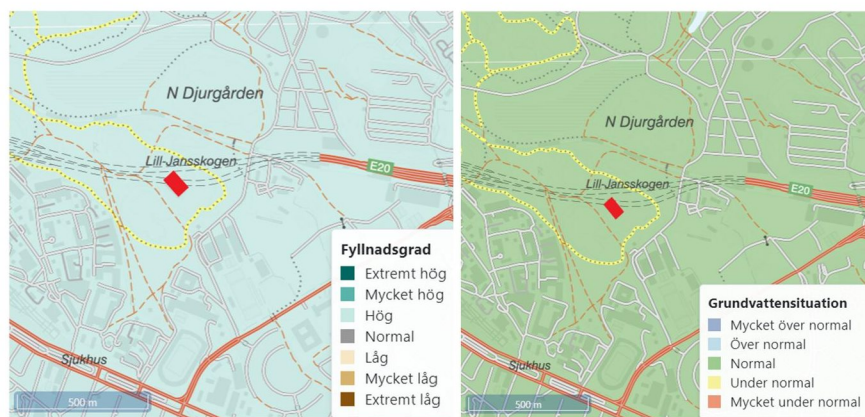 N Djurgården
Lill-Jansskogen
E20
Sjukhus
500 m
Fyllnadsgrad
Extremt hög
Mycket hög
Hög
Normal
Låg
Mycket låg
Extremt låg
N Djurgården
Lill-Jansskogen
E20
Sjukhus
500 m
Grundvattensituation
Mycket över normal
Över normal
Normal
Under normal
Mycket under normal